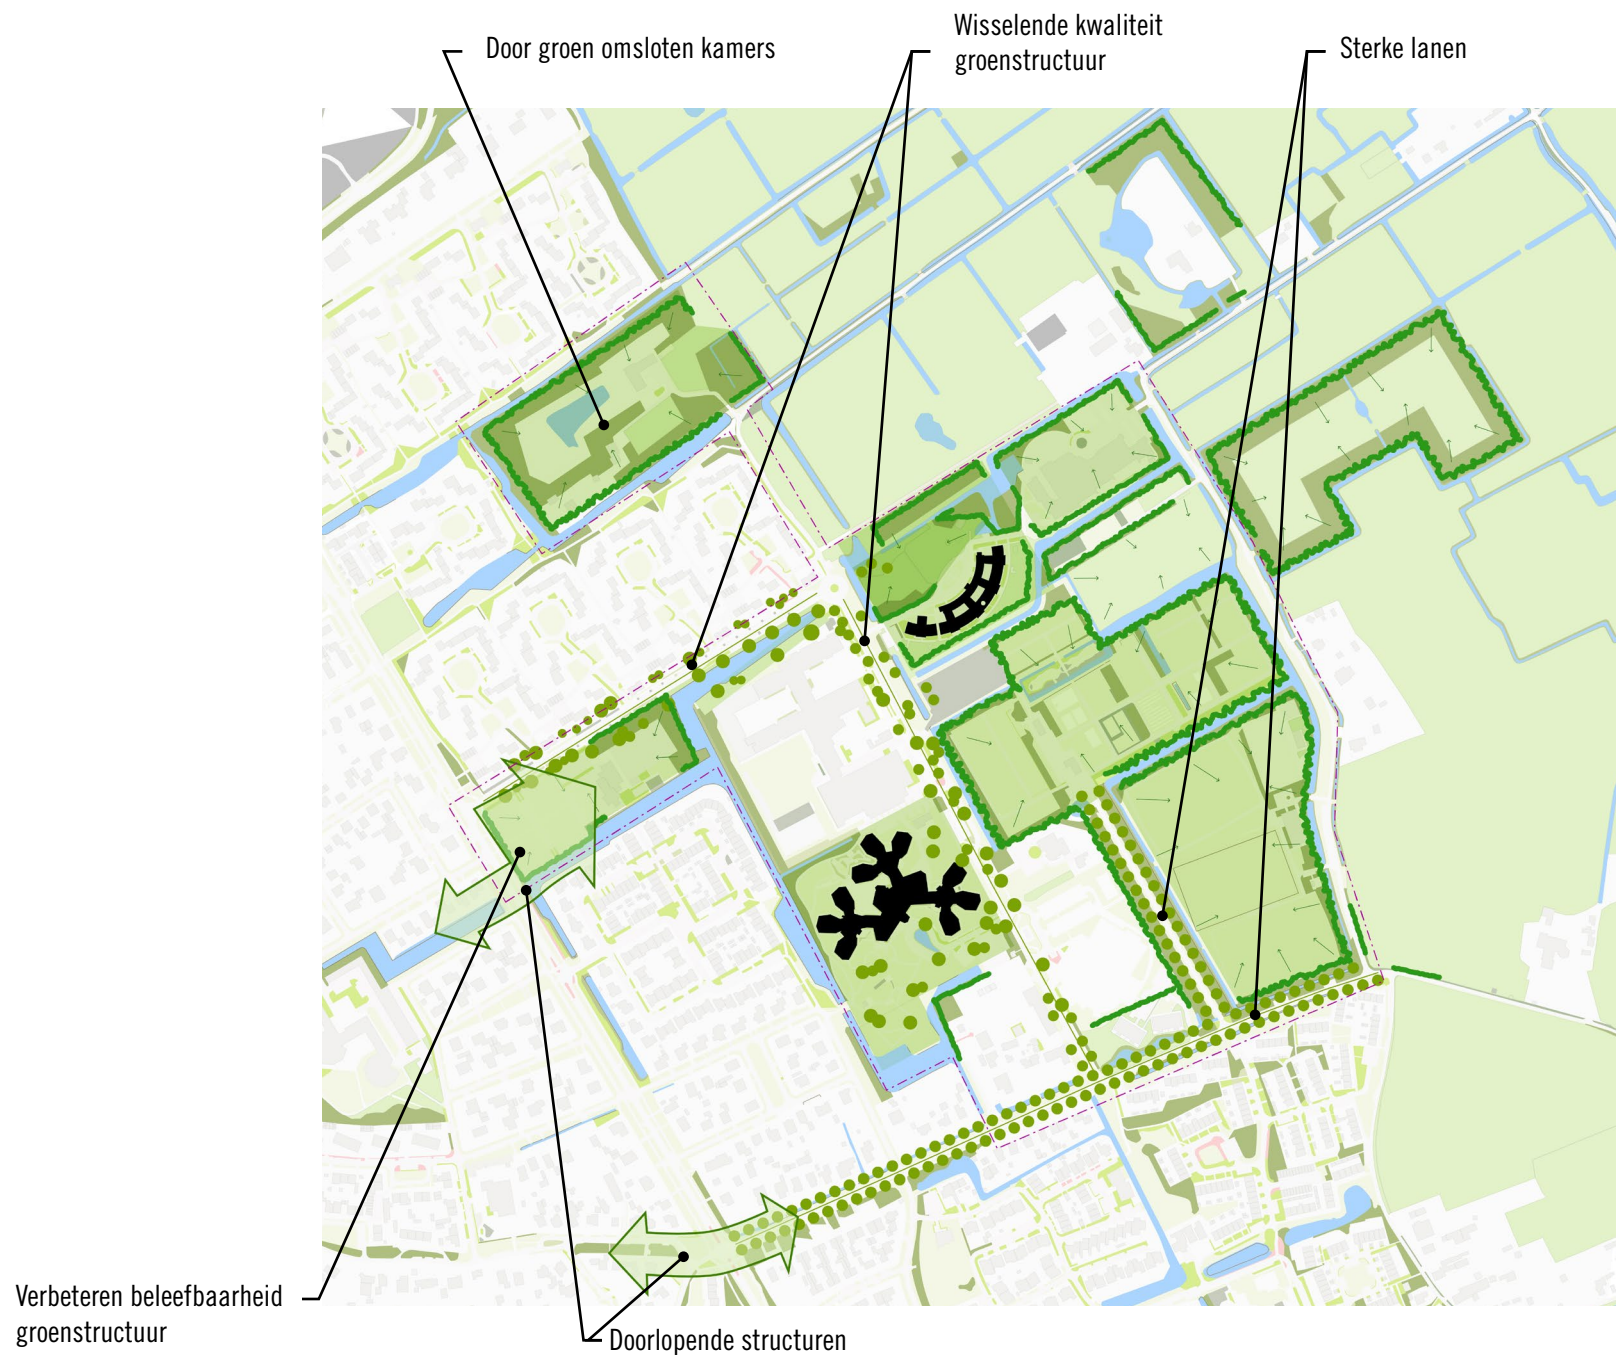 Wisselende kwaliteit
groenstructuur
Door groen omsloten kamers
Sterke lanen
Verbeteren beleefbaarheid
groenstructuur
Doorlopende structuren